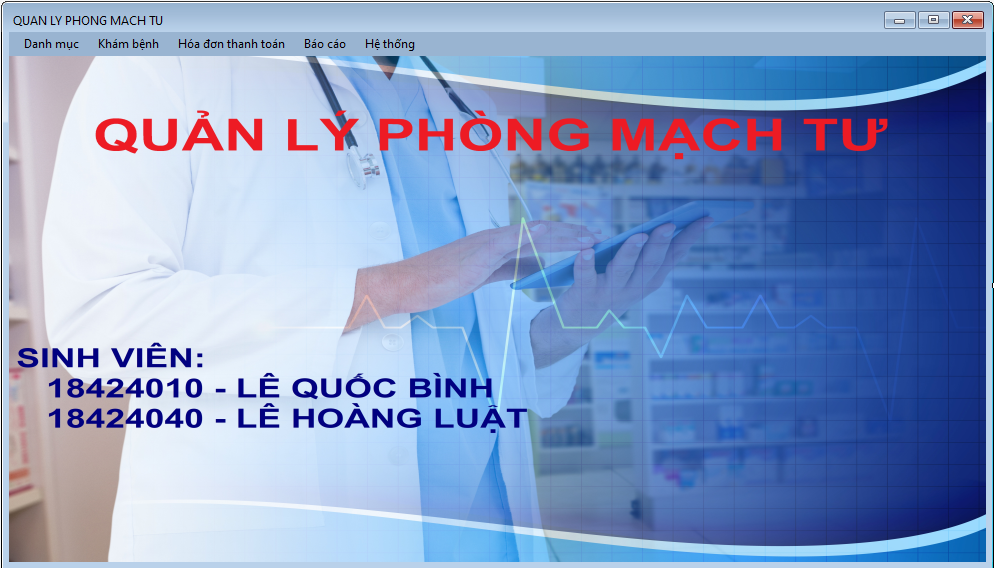 QUAN LY PHONG MACH TU
Danh mục Khám bệnh Hóa đơn thanh toán Báo cáo Hệ thống
QUẢN LÝ PHÒNG MẠCH TƯ
SINH VIÊN:
18424010 - LÊ QUỐC BÌNH
18424040 - LÊ HOÀNG LUẬT